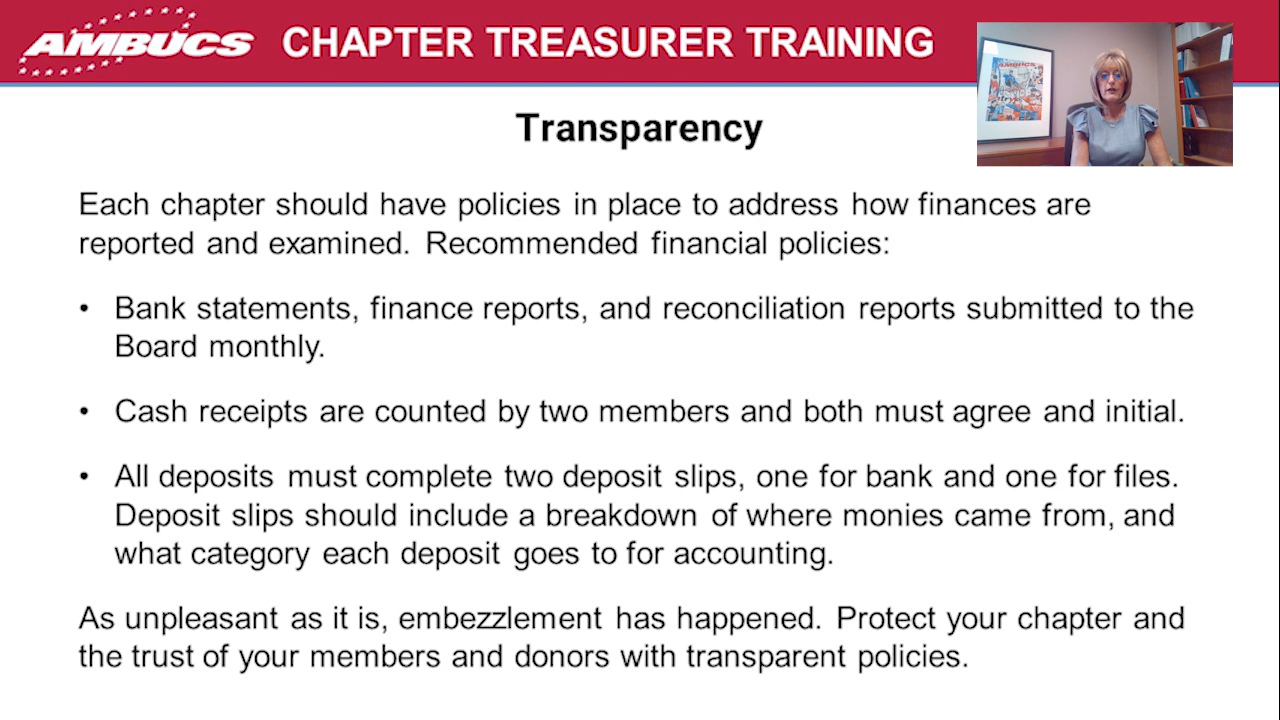 AMBUCS CHAPTER TREASURER TRAINING
AMBUCS
Transparency
Each chapter should have policies in place to address how finances are
reported and examined. Recommended financial policies:
• Bank statements, finance reports, and reconciliation reports submitted to the
Board monthly.
• Cash receipts are counted by two members and both must agree and initial.
• All deposits must complete two deposit slips, one for bank and one for files.
Deposit slips should include a breakdown of where monies came from, and
what category each deposit goes to for accounting.
As unpleasant as it is, embezzlement has happened. Protect your chapter and
the trust of your members and donors with transparent policies.